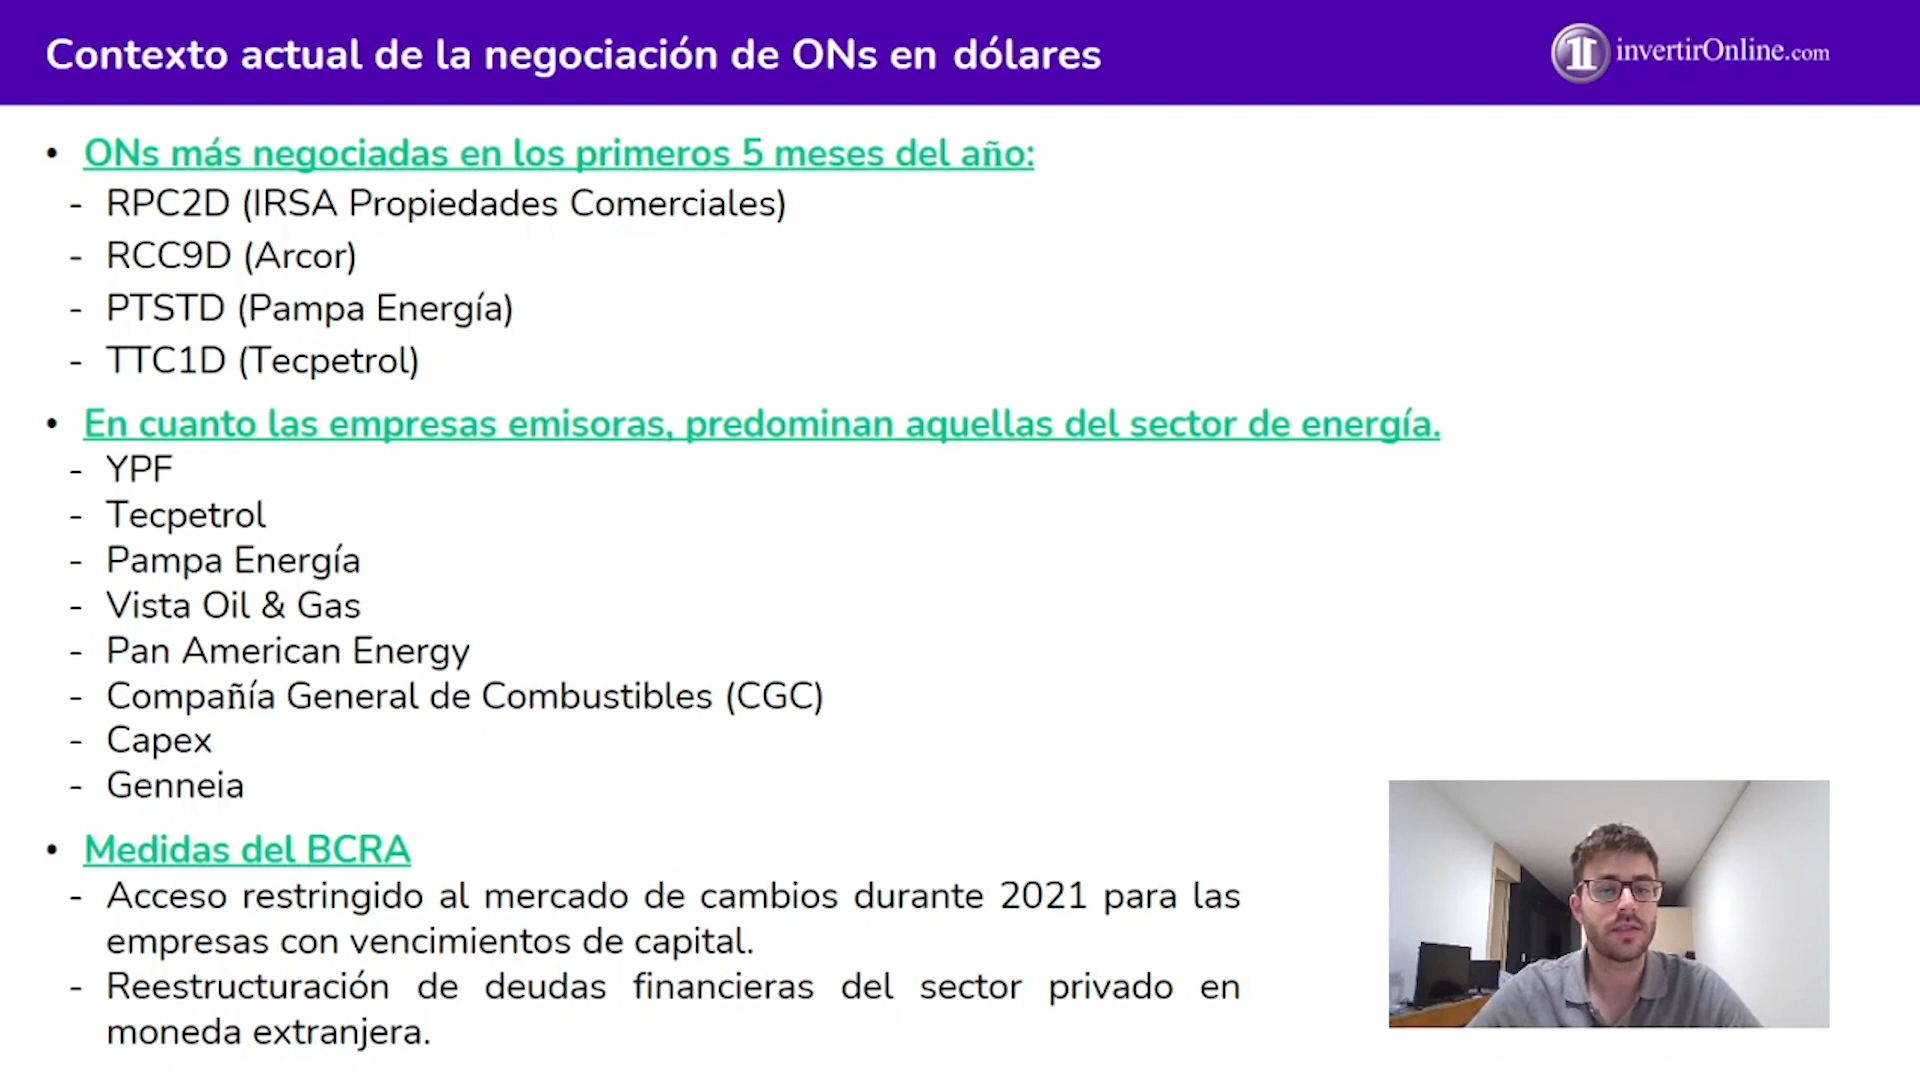 Contexto actual de la negociación de ONs en dólares
invertirOnline.com
• ONs más negociadas en los primeros 5 meses del año:
- RPC2D (IRSA Propiedades Comerciales)
- RCC9D (Arcor)
- PTSTD (Pampa Energía)
- TTC1D (Tecpetrol)
• En cuanto las empresas emisoras, predominan aquellas del sector de energía.
- YPF
- Tecpetrol
- Pampa Energía
- Vista Oil & Gas
- Pan American Energy
- Compañía General de Combustibles (CGC)
- Capex
- Genneia
• Medidas del BCRA
- Acceso restringido al mercado de cambios durante 2021 para las
empresas con vencimientos de capital.
- Reestructuración de deudas financieras del sector privado en
moneda extranjera.